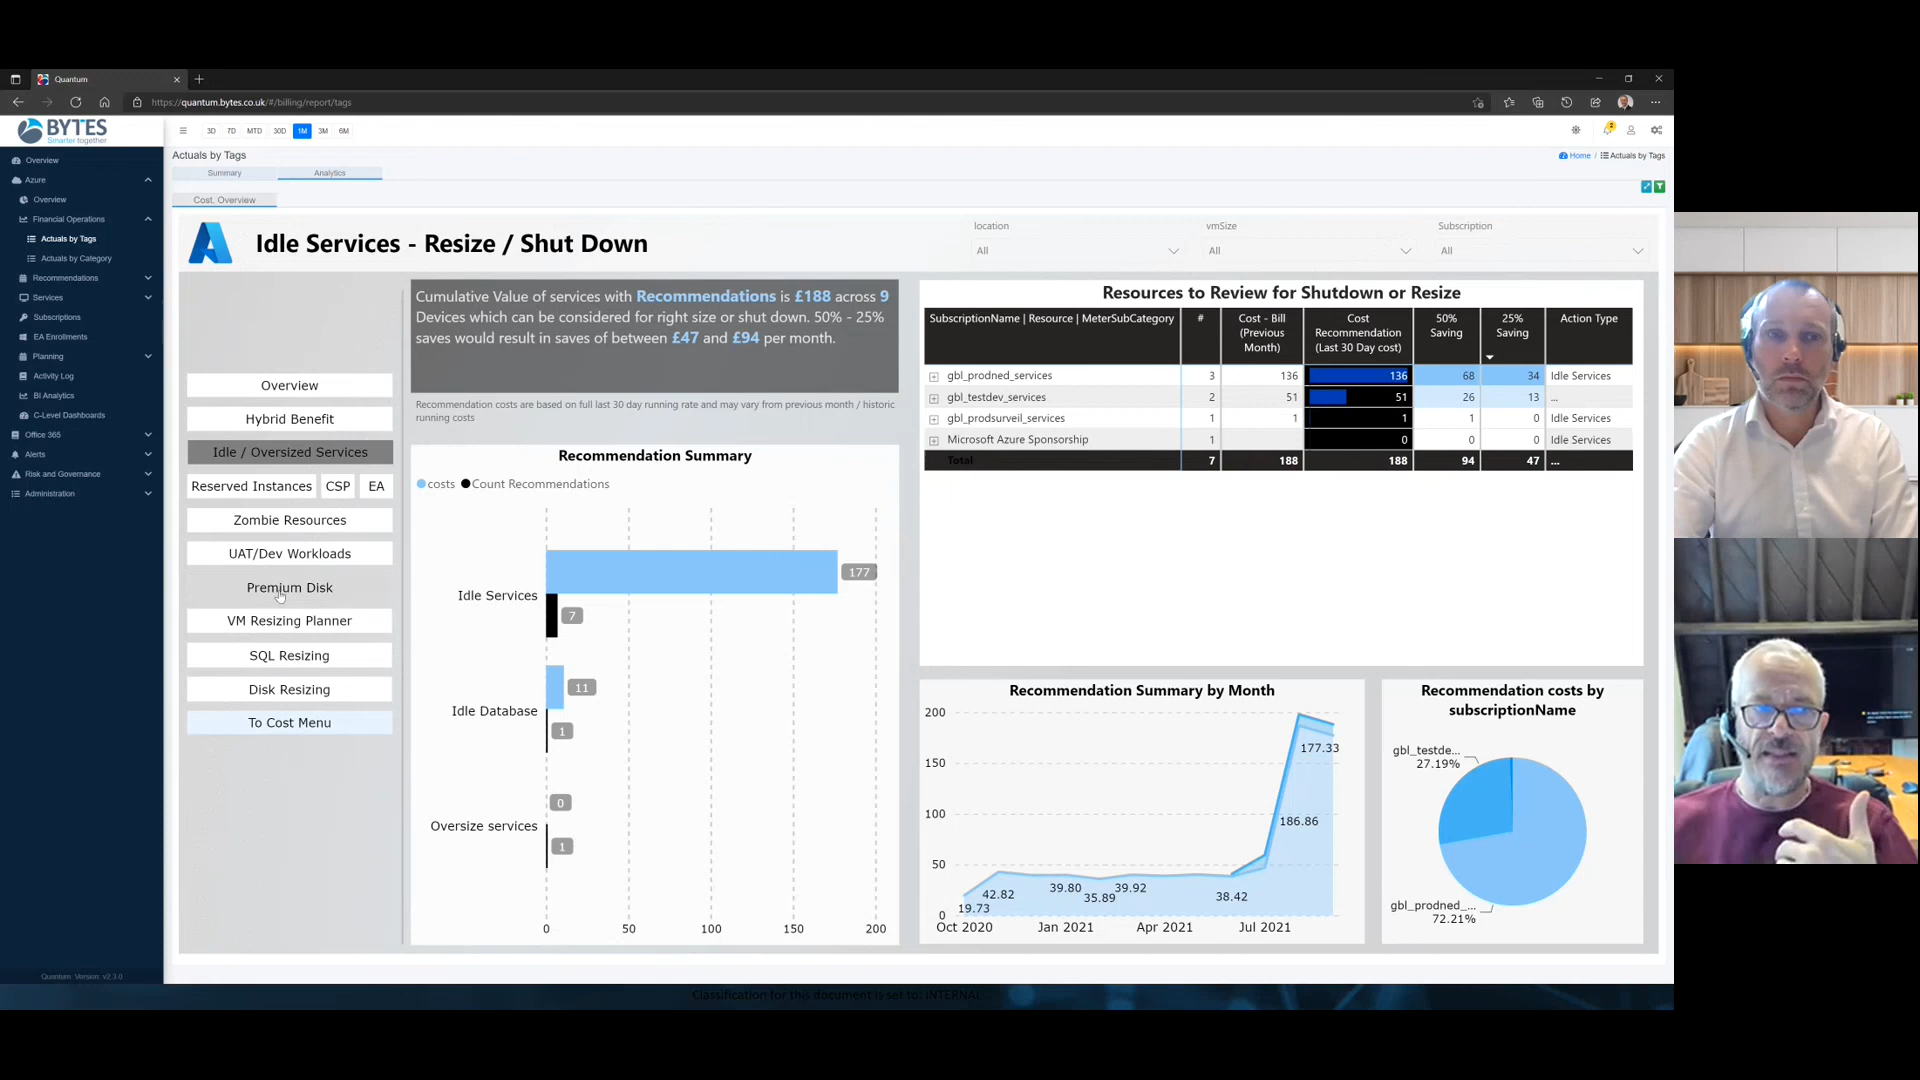 Quantum
https://quantum.bytes.co.uk/#/billing/report/tags
BYTES
Smarter together
3D 7D MTD 30D 1M 3M 6M
2
Overview
Azure
Overview
Financial Operations
Actuals by Tags
Actuals by Category
Recommendations
Services
Subscriptions
EA Enrollments
Planning
Activity Log
BI Analytics
C-Level Dashboards
Office 365
Alerts
Risk and Governance
Administration
Quantum. Version: v2.3.0
Actuals by Tags
Home / Actuals by Tags
Summary Analytics
Cost. Overview
Idle Services - Resize / Shut Down
location
All
vmSize
All
Subscription
All
Overview
Hybrid Benefit
Idle / Oversized Services
Reserved Instances CSP EA
Zombie Resources
UAT/Dev Workloads
Premium Disk
VM Resizing Planner
SQL Resizing
Disk Resizing
To Cost Menu
Cumulative Value of services with Recommendations is £188 across 9
Devices which can be considered for right size or shut down. 50% - 25%
saves would result in saves of between £47 and £94 per month.
Recommendation costs are based on full last 30 day running rate and may vary from previous month / historic
running costs
Recommendation Summary
costs Count Recommendations
Idle Services
177
7
Idle Database
11
1
Oversize services
0
1
0 50 100 150 200
Resources to Review for Shutdown or Resize
SubscriptionName | Resource | MeterSubCategory # Cost - Bill (Previous Month) Cost Recommendation (Last 30 Day cost) 50% Saving 25% Saving Action Type
gbl_prodned_services 3 136 136 68 34 Idle Services
gbl_testdev_services 2 51 51 26 13 ...
gbl_prodsurveil_services 1 1 1 1 0 Idle Services
Microsoft Azure Sponsorship 1 0 0 0 Idle Services
Total 7 188 188 94 47 ...
Recommendation Summary by Month
200
150
100
50
0
19.73
42.82
39.80
35.89
39.92
38.42
186.86
177.33
Oct 2020 Jan 2021 Apr 2021 Jul 2021
Recommendation costs by
subscriptionName
gbl_testde...
27.19%
gbl_prodned_...
72.21%
Classification for this document is set to: INTERNAL